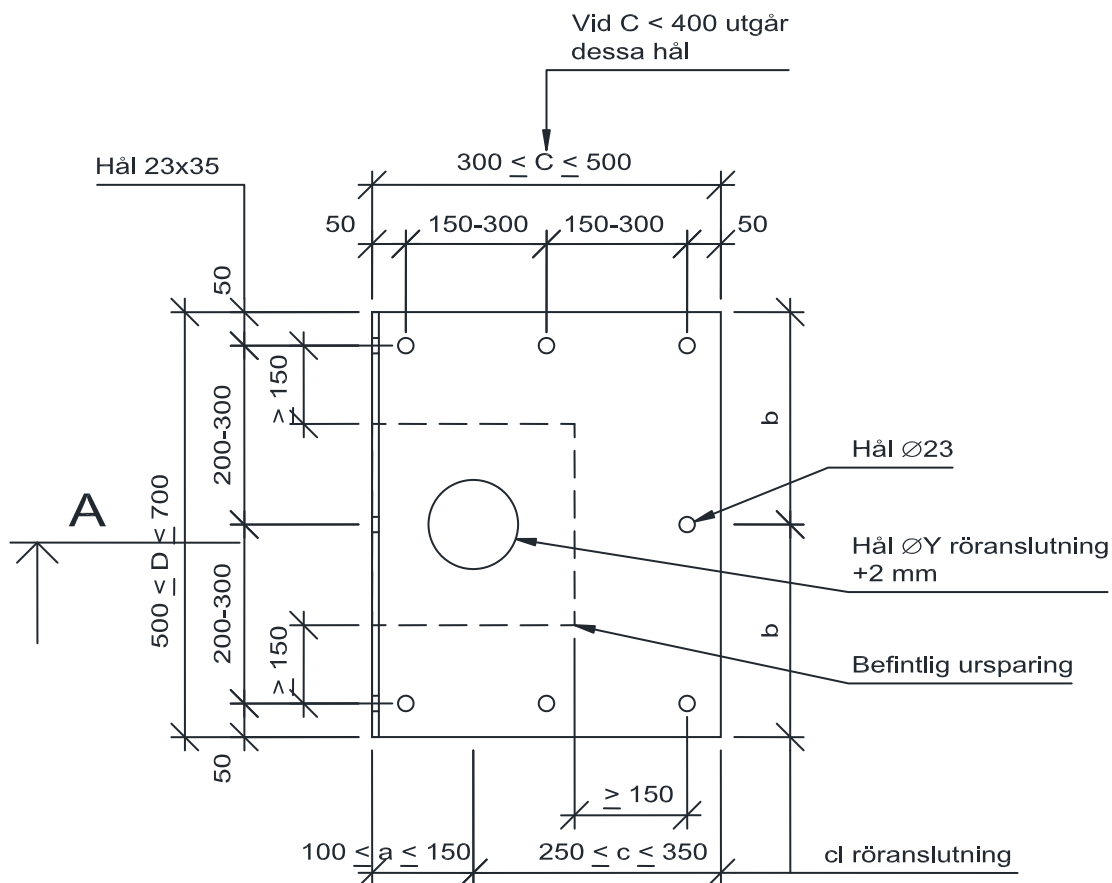 Vid C < 400 utgår
dessa hål
Hål 23x35
300 ≤ C ≤ 500
50
150-300
150-300
50
50
≥ 150
200-300
500 ≤ D ≤ 700
b
Hål ∅23
A
Hål ∅Y röranslutning
+2 mm
200-300
≥ 150
b
Befintlig ursparing
50
≥ 150
100 ≤ a ≤ 150
250 ≤ c ≤ 350
cl röranslutning